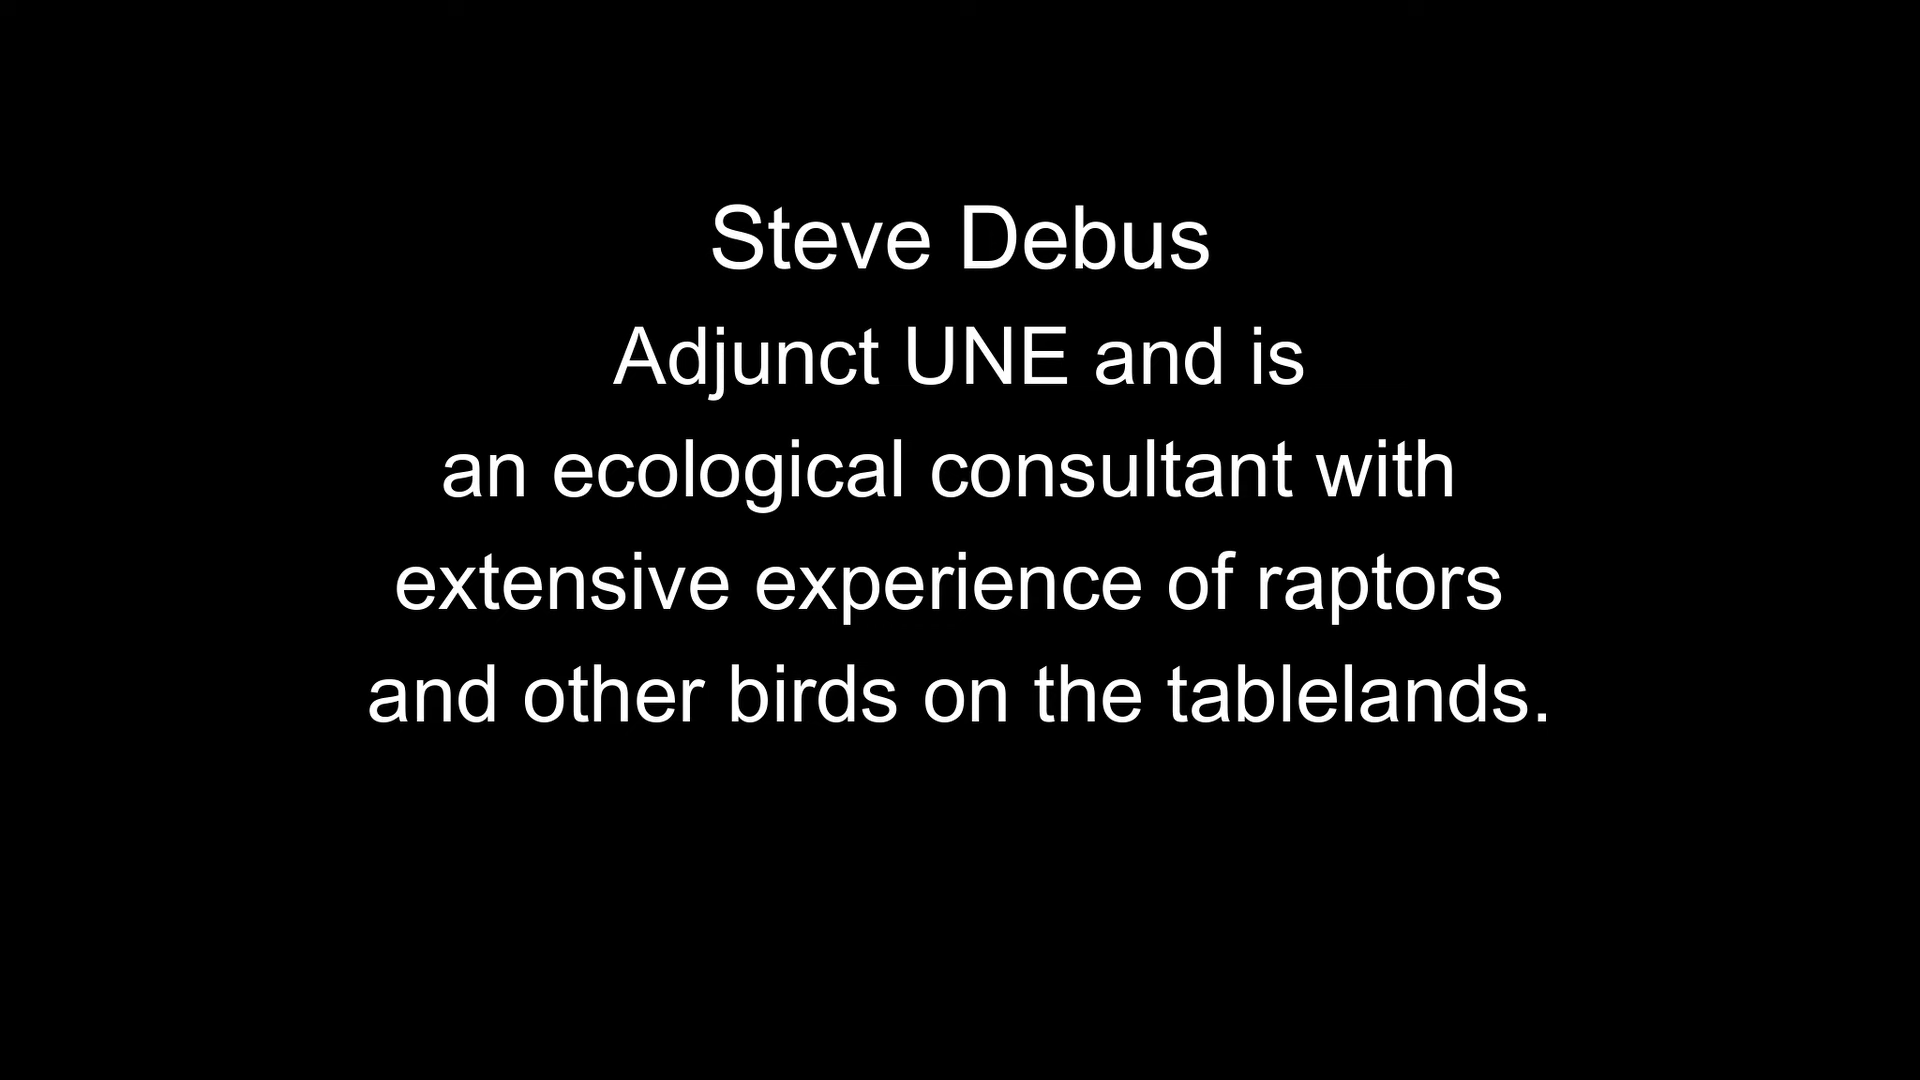 Steve Debus
Adjunct UNE and is
an ecological consultant with
extensive experience of raptors
and other birds on the tablelands.